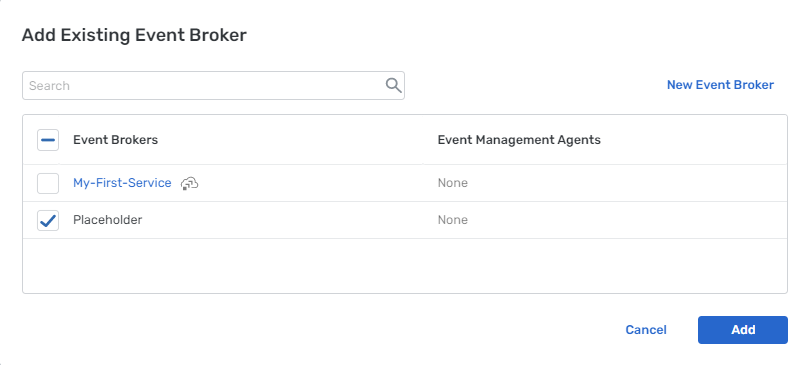 Add Existing Event Broker
Search
New Event Broker
Event Brokers
Event Management Agents
My-First-Service
None
Placeholder
None
Cancel
Add